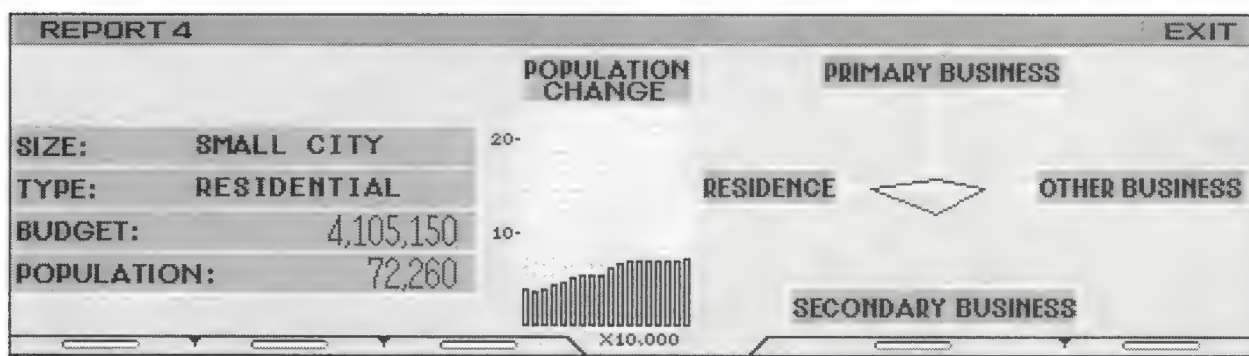 REPORT 4 EXIT
SIZE: SMALL CITY
TYPE: RESIDENTIAL
BUDGET: 4,105,150
POPULATION: 72,260
POPULATION
CHANGE
20-
10-
X10,000
PRIMARY BUSINESS
RESIDENCE
OTHER BUSINESS
SECONDARY BUSINESS